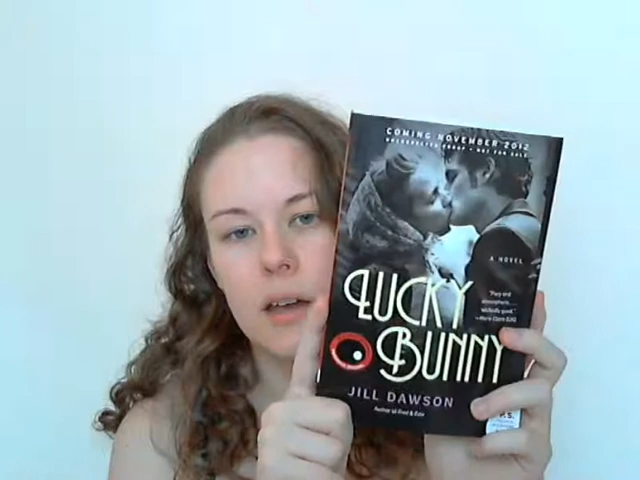 COMING NOVEMBER 2012
UNCORRECTED PROOF • NOT FOR SALE
A NOVEL
LUCKY
BUNNY
JILL DAWSON
P.S.